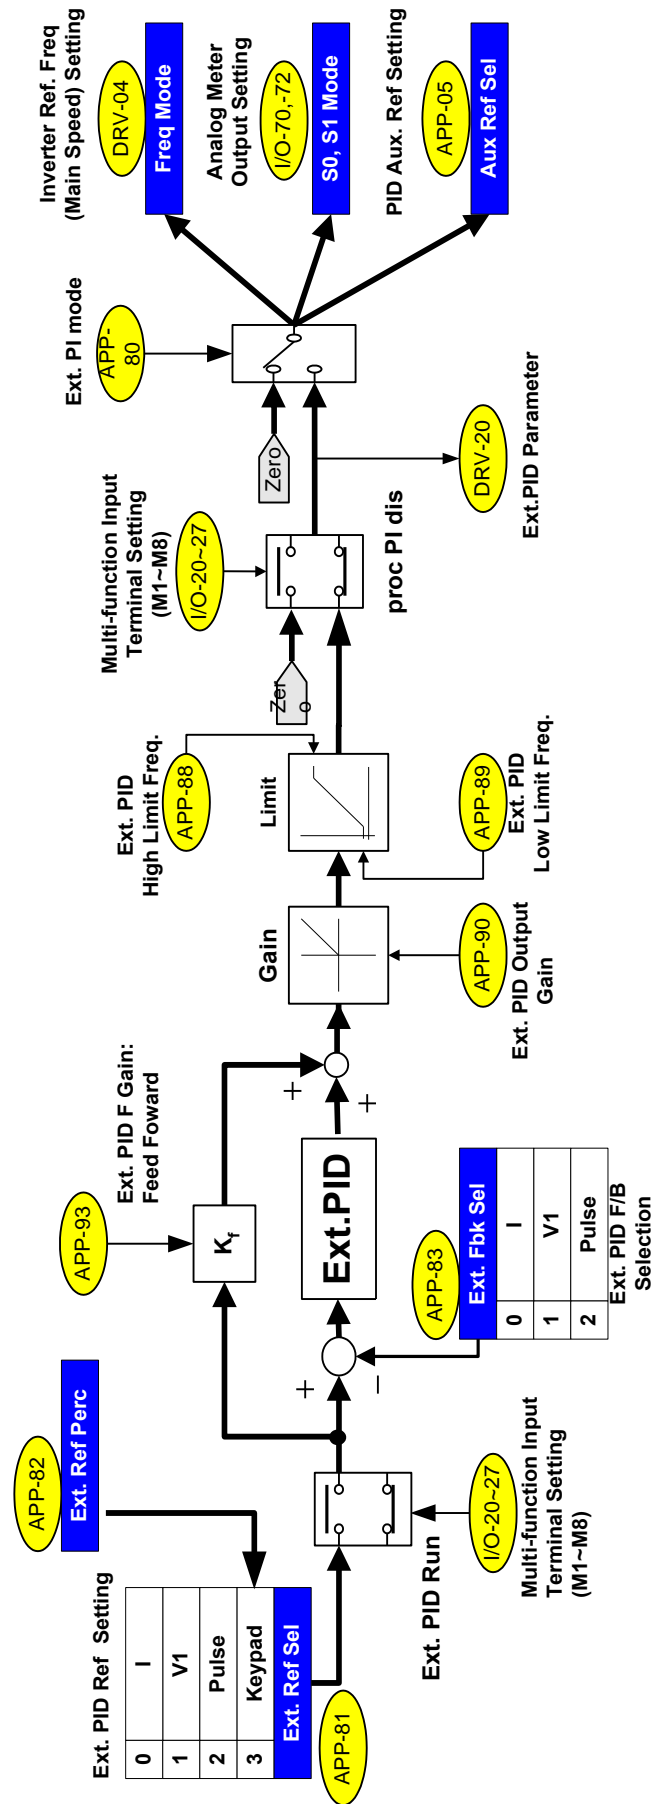 Ext. PID Ref  Setting
0 I
1 V1
2 Pulse
3 Keypad
Ext. Ref Sel
APP-81
APP-82
Ext. Ref Perc
Ext. PID Run
I/O-20~27
Multi-function Input
Terminal Setting
(M1~M8)
+
−
APP-93
Ext. PID F Gain:
Feed Foward
Kf
Ext.PID
APP-83
Ext. Fbk Sel
0 I
1 V1
2 Pulse
Ext. PID F/B
Selection
+
+
Gain
APP-90
Ext. PID Output
Gain
Ext. PID
High Limit Freq.
APP-88
Limit
APP-89
Ext. PID
Low Limit Freq.
Zer
o
Multi-function Input
Terminal Setting
(M1~M8)
I/O-20~27
proc PI dis
Zero
DRV-20
Ext.PID Parameter
Ext. PI mode
APP-
80
Inverter Ref. Freq
(Main Speed) Setting
DRV-04
Freq Mode
Analog Meter
Output Setting
I/O-70,-72
S0, S1 Mode
PID Aux. Ref Setting
APP-05
Aux Ref Sel